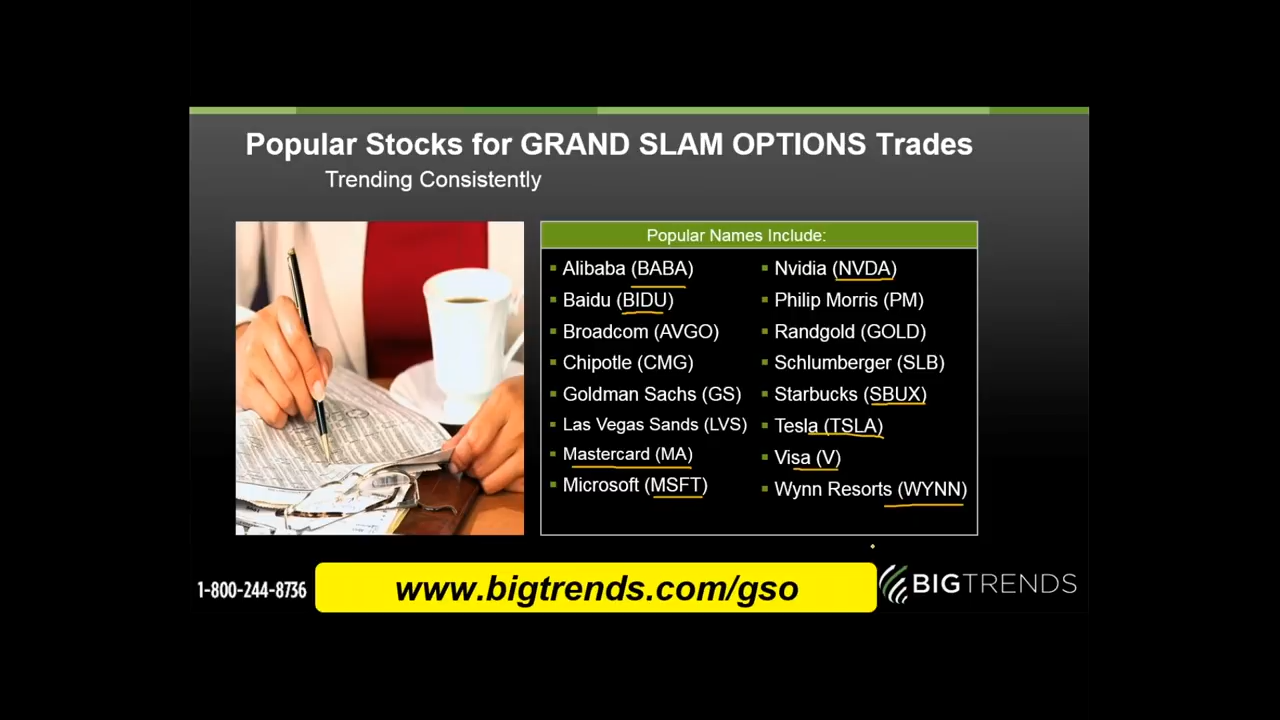 Popular Stocks for GRAND SLAM OPTIONS Trades
Trending Consistently
Popular Names Include:
Alibaba (BABA)
Baidu (BIDU)
Broadcom (AVGO)
Chipotle (CMG)
Goldman Sachs (GS)
Las Vegas Sands (LVS)
Mastercard (MA)
Microsoft (MSFT)
Nvidia (NVDA)
Philip Morris (PM)
Randgold (GOLD)
Schlumberger (SLB)
Starbucks (SBUX)
Tesla (TSLA)
Visa (V)
Wynn Resorts (WYNN)
1-800-244-8736
www.bigtrends.com/gso
BIGTRENDS